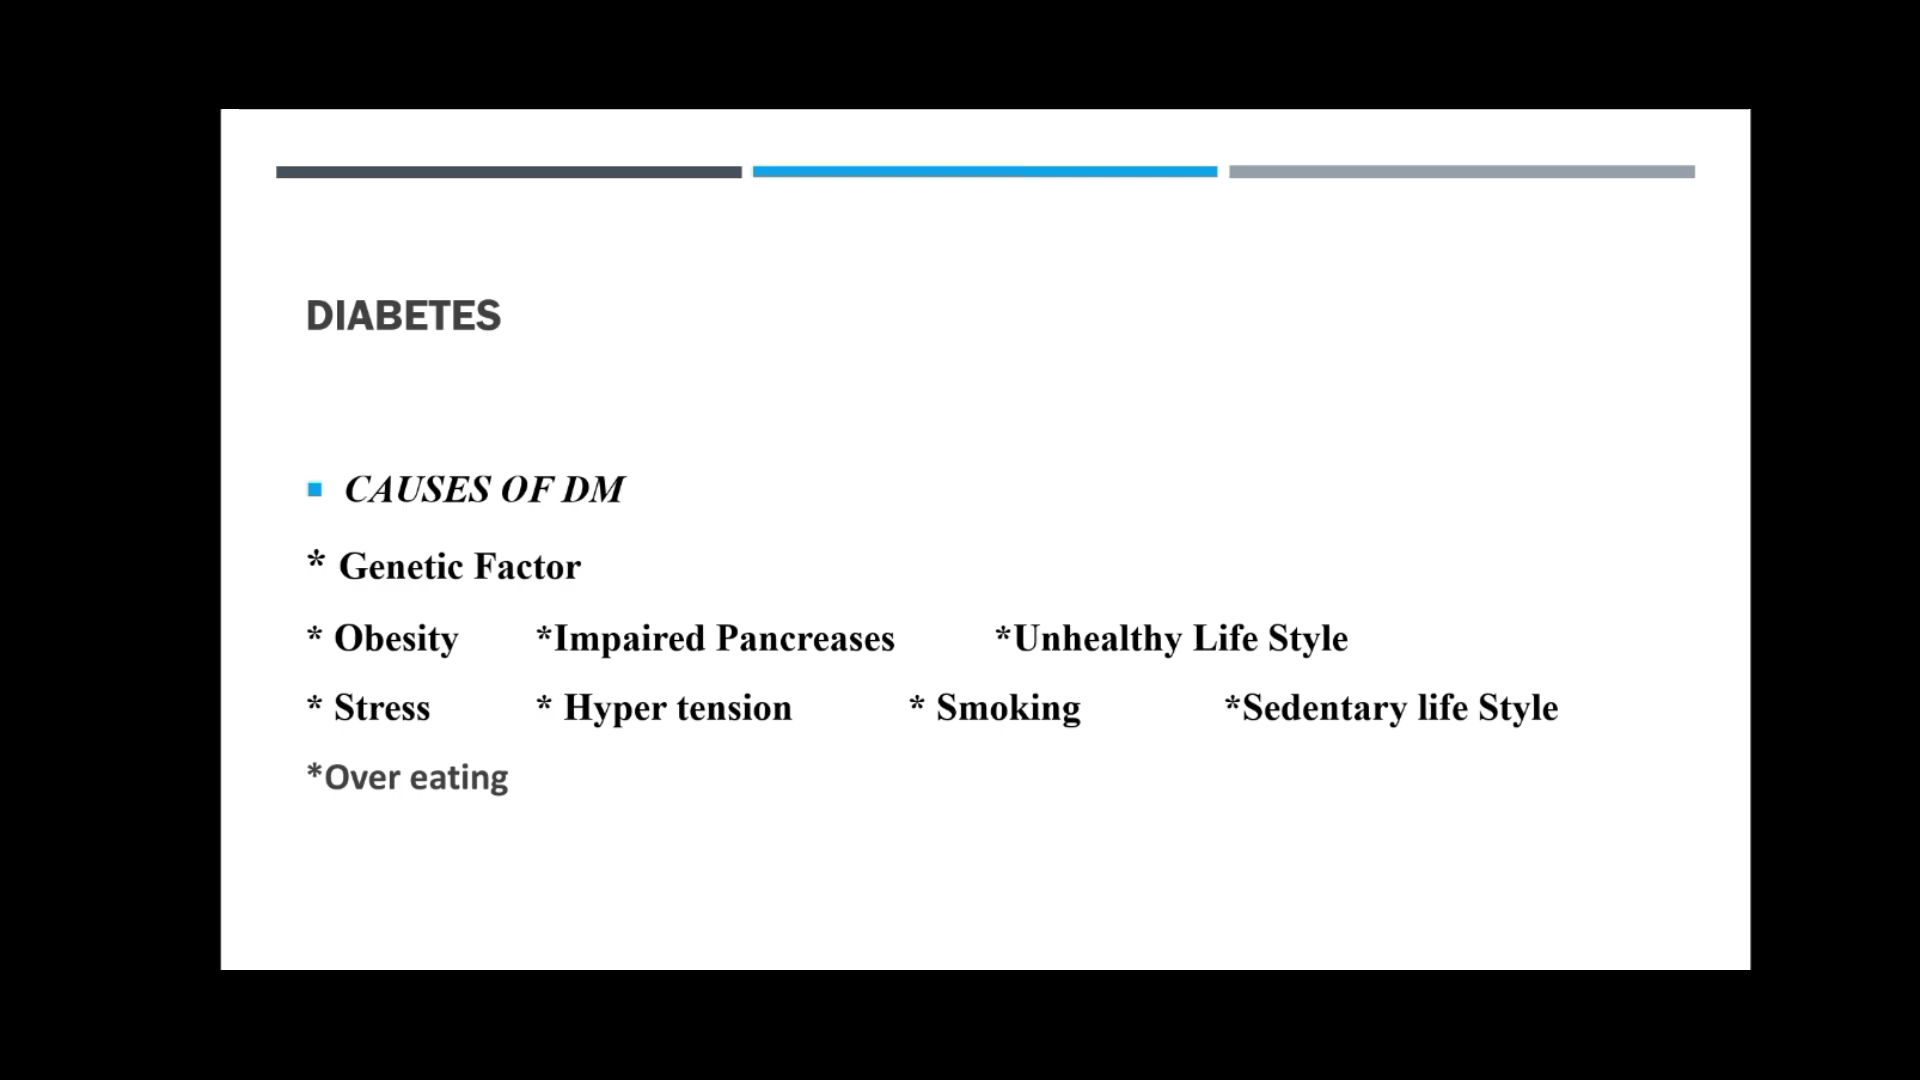 DIABETES
CAUSES OF DM
* Genetic Factor
* Obesity *Impaired Pancreases *Unhealthy Life Style
* Stress * Hyper tension * Smoking *Sedentary life Style
*Over eating